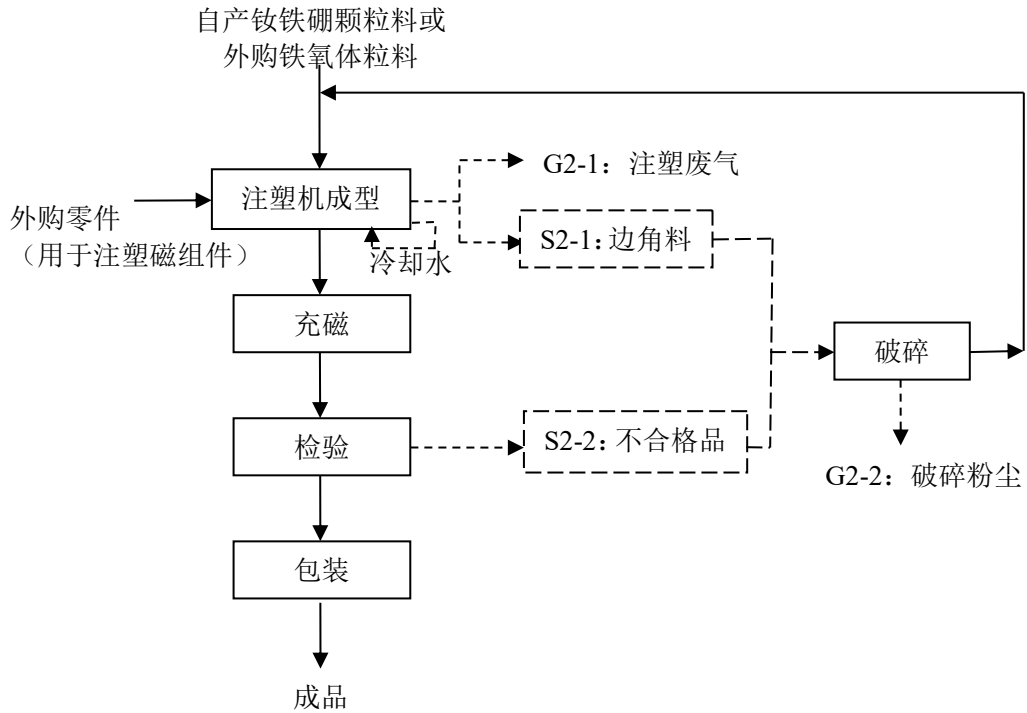 自产钕铁硼颗粒料或
外购铁氧体粒料
G2-1：注塑废气
注塑机成型
外购零件
（用于注塑磁组件）
S2-1：边角料
冷却水
充磁
破碎
检验
S2-2：不合格品
G2-2：破碎粉尘
包装
成品